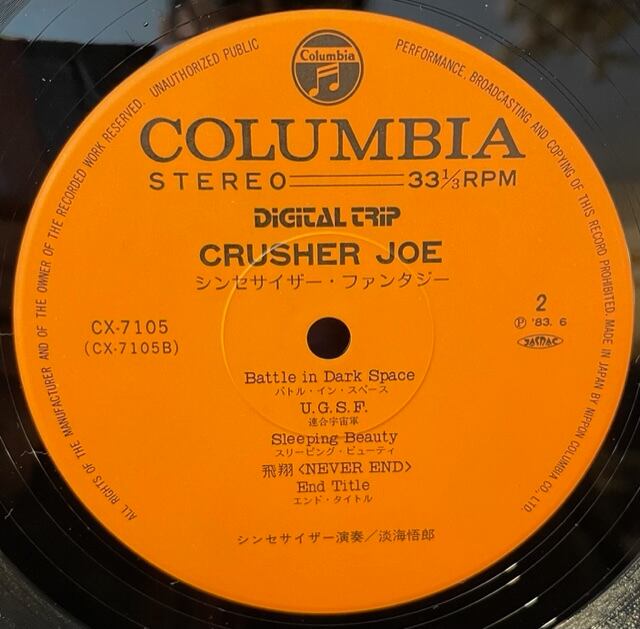 ALL RIGHTS OF THE MANUFACTURER AND OF THE OWNER OF THE RECORDED WORK RESERVED. UNAUTHORIZED PUBLIC PERFORMANCE, BROADCASTING AND COPYING OF THIS RECORD PROHIBITED. MADE IN JAPAN BY NIPPON COLUMBIA CO., LTD.
Columbia
COLUMBIA
STEREO 33⅓ RPM
DIGITAL TRIP
CRUSHER JOE
シンセサイザー・ファンタジー
CX-7105
(CX-7105B)
2
Ⓟ '83. 6
JASRAC
Battle in Dark Space
バトル・イン・スペース
U.G.S.F.
連合宇宙軍
Sleeping Beauty
スリーピング・ビューティ
飛翔〈NEVER END〉
End Title
エンド・タイトル
シンセサイザー演奏/淡海悟郎